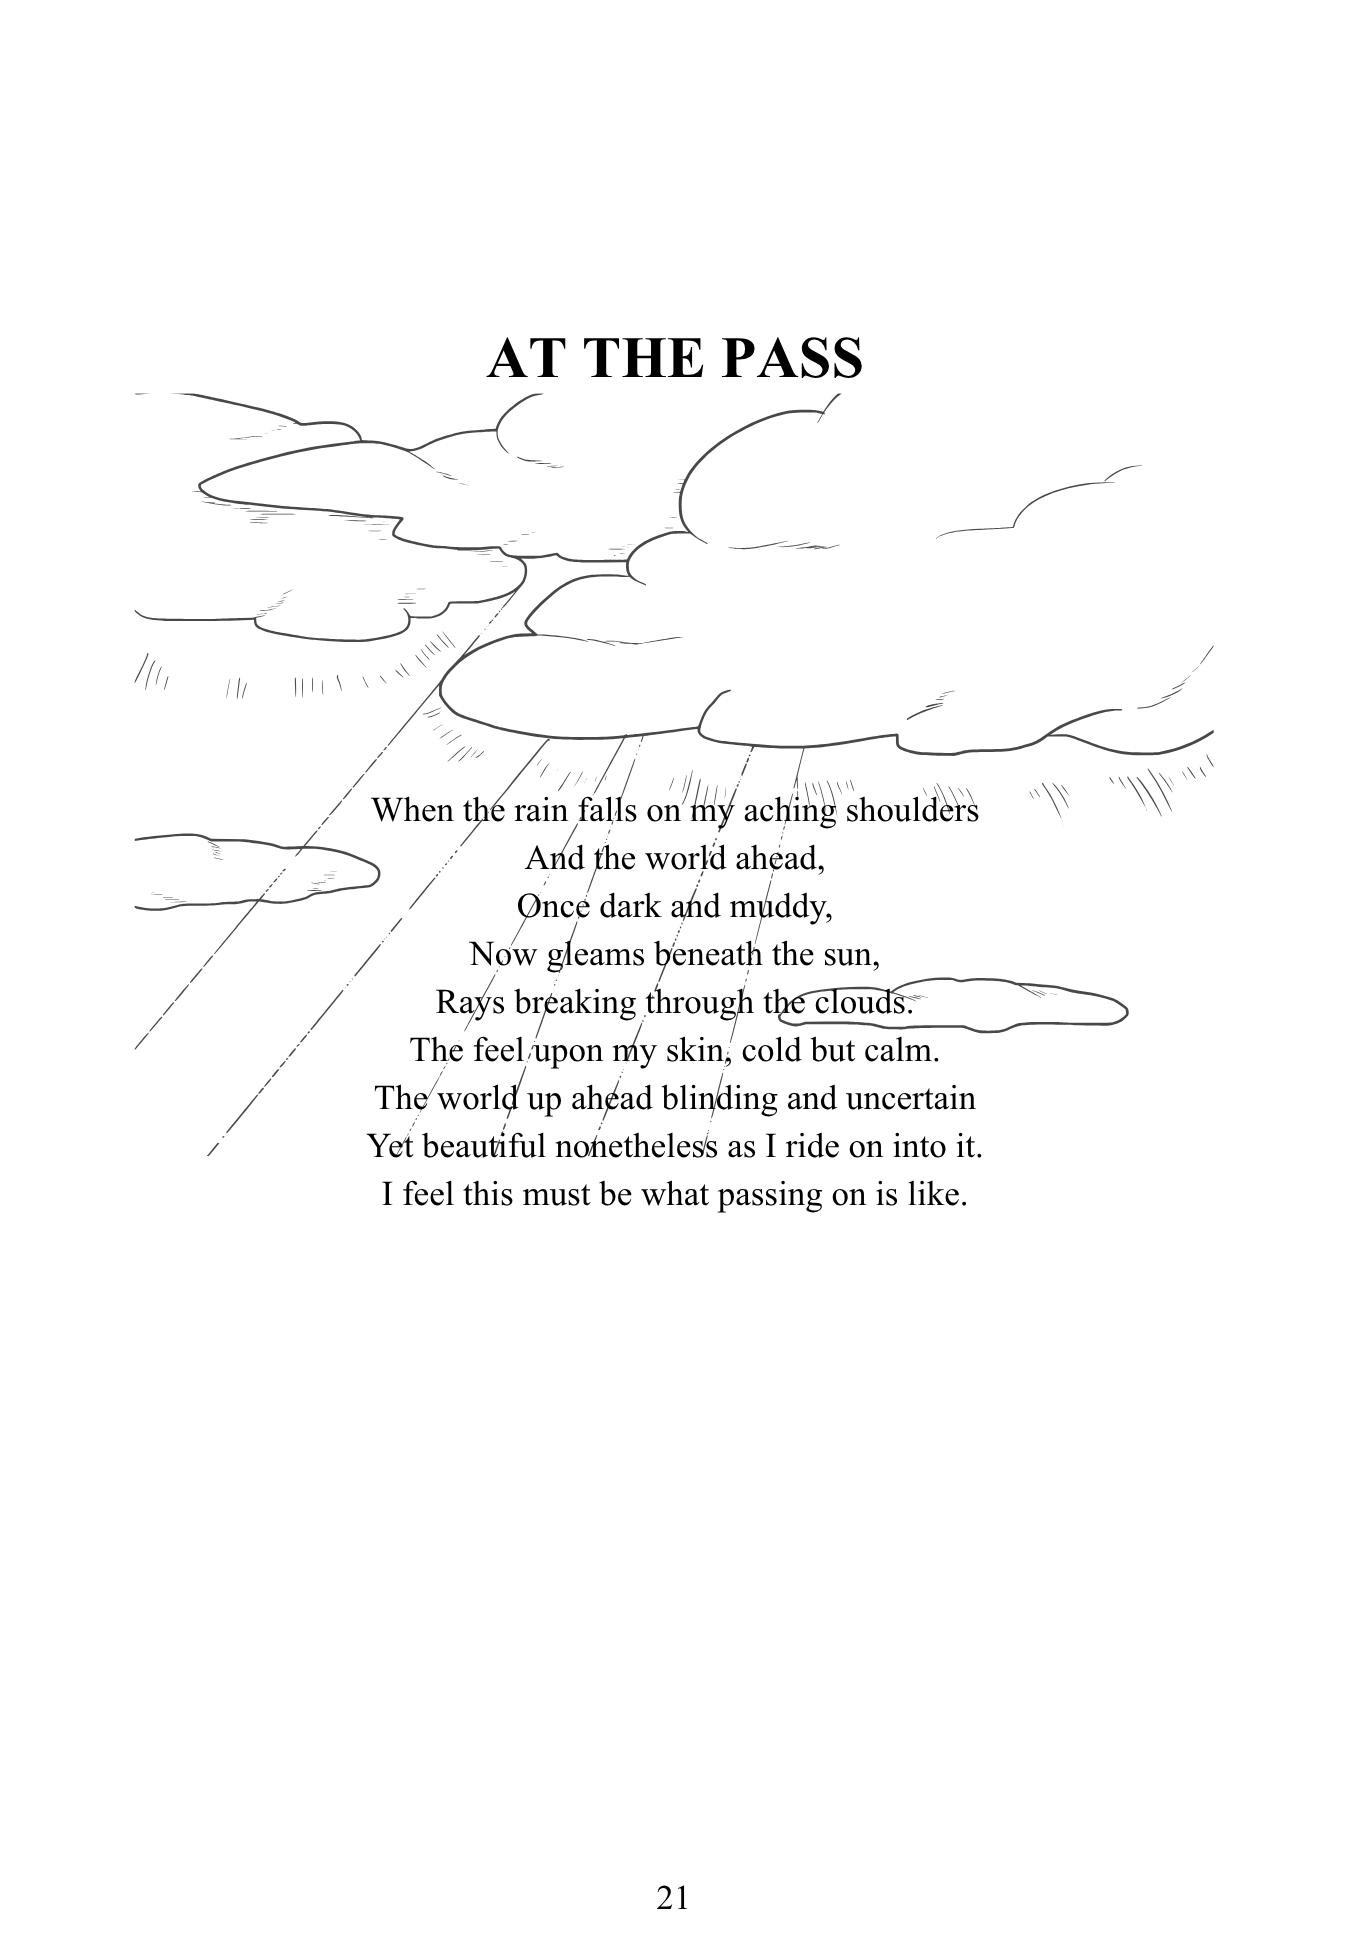 AT THE PASS
When the rain falls on my aching shoulders
And the world ahead,
Once dark and muddy,
Now gleams beneath the sun,
Rays breaking through the clouds.
The feel upon my skin, cold but calm.
The world up ahead blinding and uncertain
Yet beautiful nonetheless as I ride on into it.
I feel this must be what passing on is like.
21